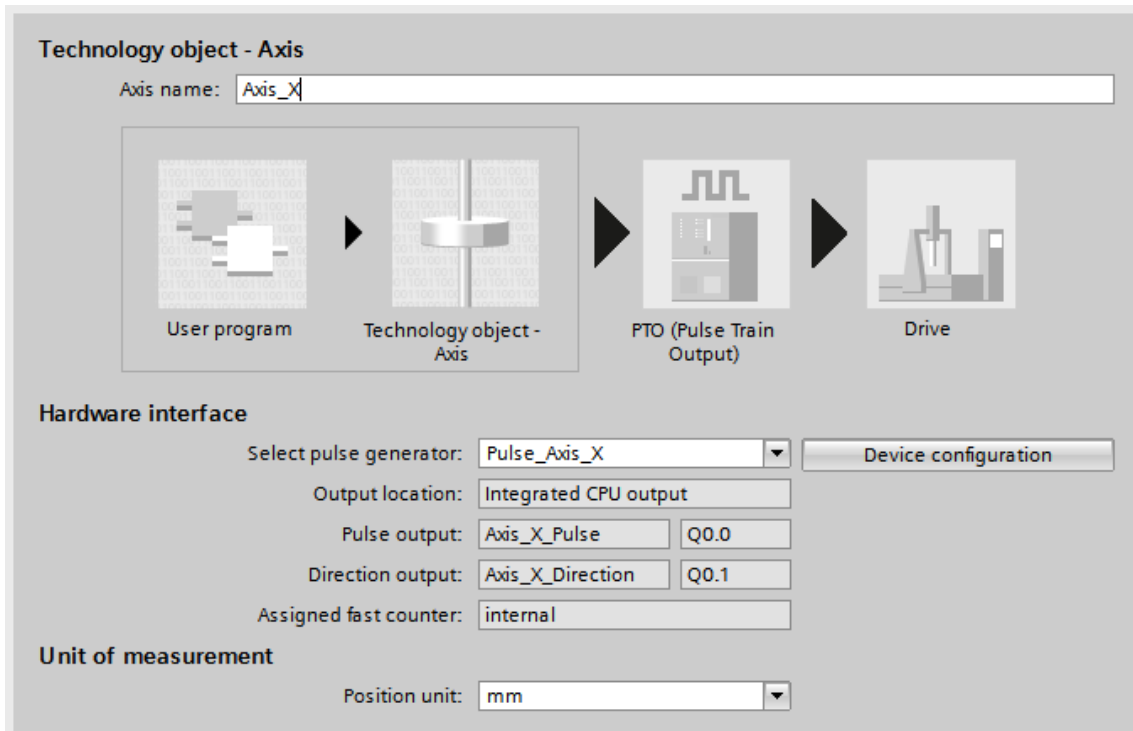 Technology object - Axis
Axis name: Axis_X
User program
Technology object -
Axis
PTO (Pulse Train
Output)
Drive
Hardware interface
Select pulse generator: Pulse_Axis_X Device configuration
Output location: Integrated CPU output
Pulse output: Axis_X_Pulse Q0.0
Direction output: Axis_X_Direction Q0.1
Assigned fast counter: internal
Unit of measurement
Position unit: mm